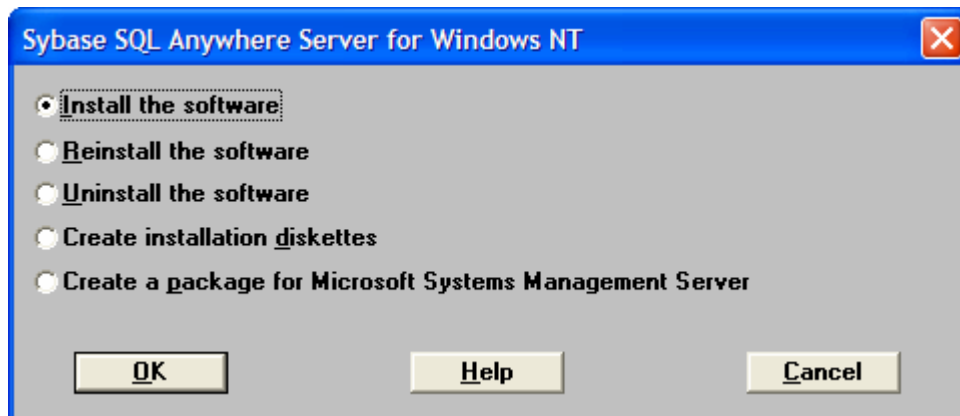 Sybase SQL Anywhere Server for Windows NT
Install the software
Reinstall the software
Uninstall the software
Create installation diskettes
Create a package for Microsoft Systems Management Server
OK Help Cancel